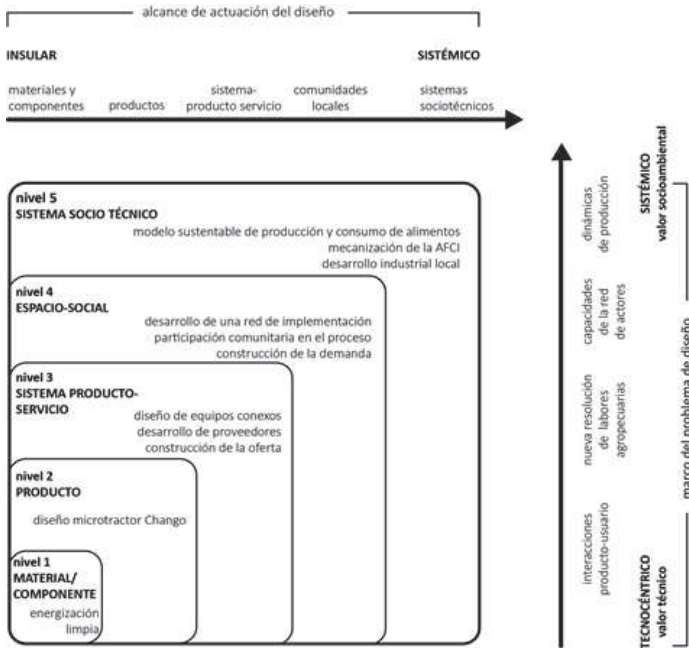 alcance de actuación del diseño
INSULAR
SISTÉMICO
materiales y
componentes
productos
sistema-
producto servicio
comunidades
locales
sistemas
sociotécnicos
nivel 5
SISTEMA SOCIO TÉCNICO
modelo sustentable de producción y consumo de alimentos
mecanización de la AFCI
desarrollo industrial local
nivel 4
ESPACIO-SOCIAL
desarrollo de una red de implementación
participación comunitaria en el proceso
construcción de la demanda
nivel 3
SISTEMA PRODUCTO-
SERVICIO
diseño de equipos conexos
desarrollo de proveedores
construcción de la oferta
nivel 2
PRODUCTO
diseño microtractor Chango
nivel 1
MATERIAL/
COMPONENTE
energización
limpia
dinámicas
de producción
capacidades
de la red
de actores
nueva resolución
de labores
agropecuarias
interacciones
producto-usuario
SISTÉMICO
valor socioambiental
TECNOCÉNTRICO
valor técnico
marco del problema de diseño